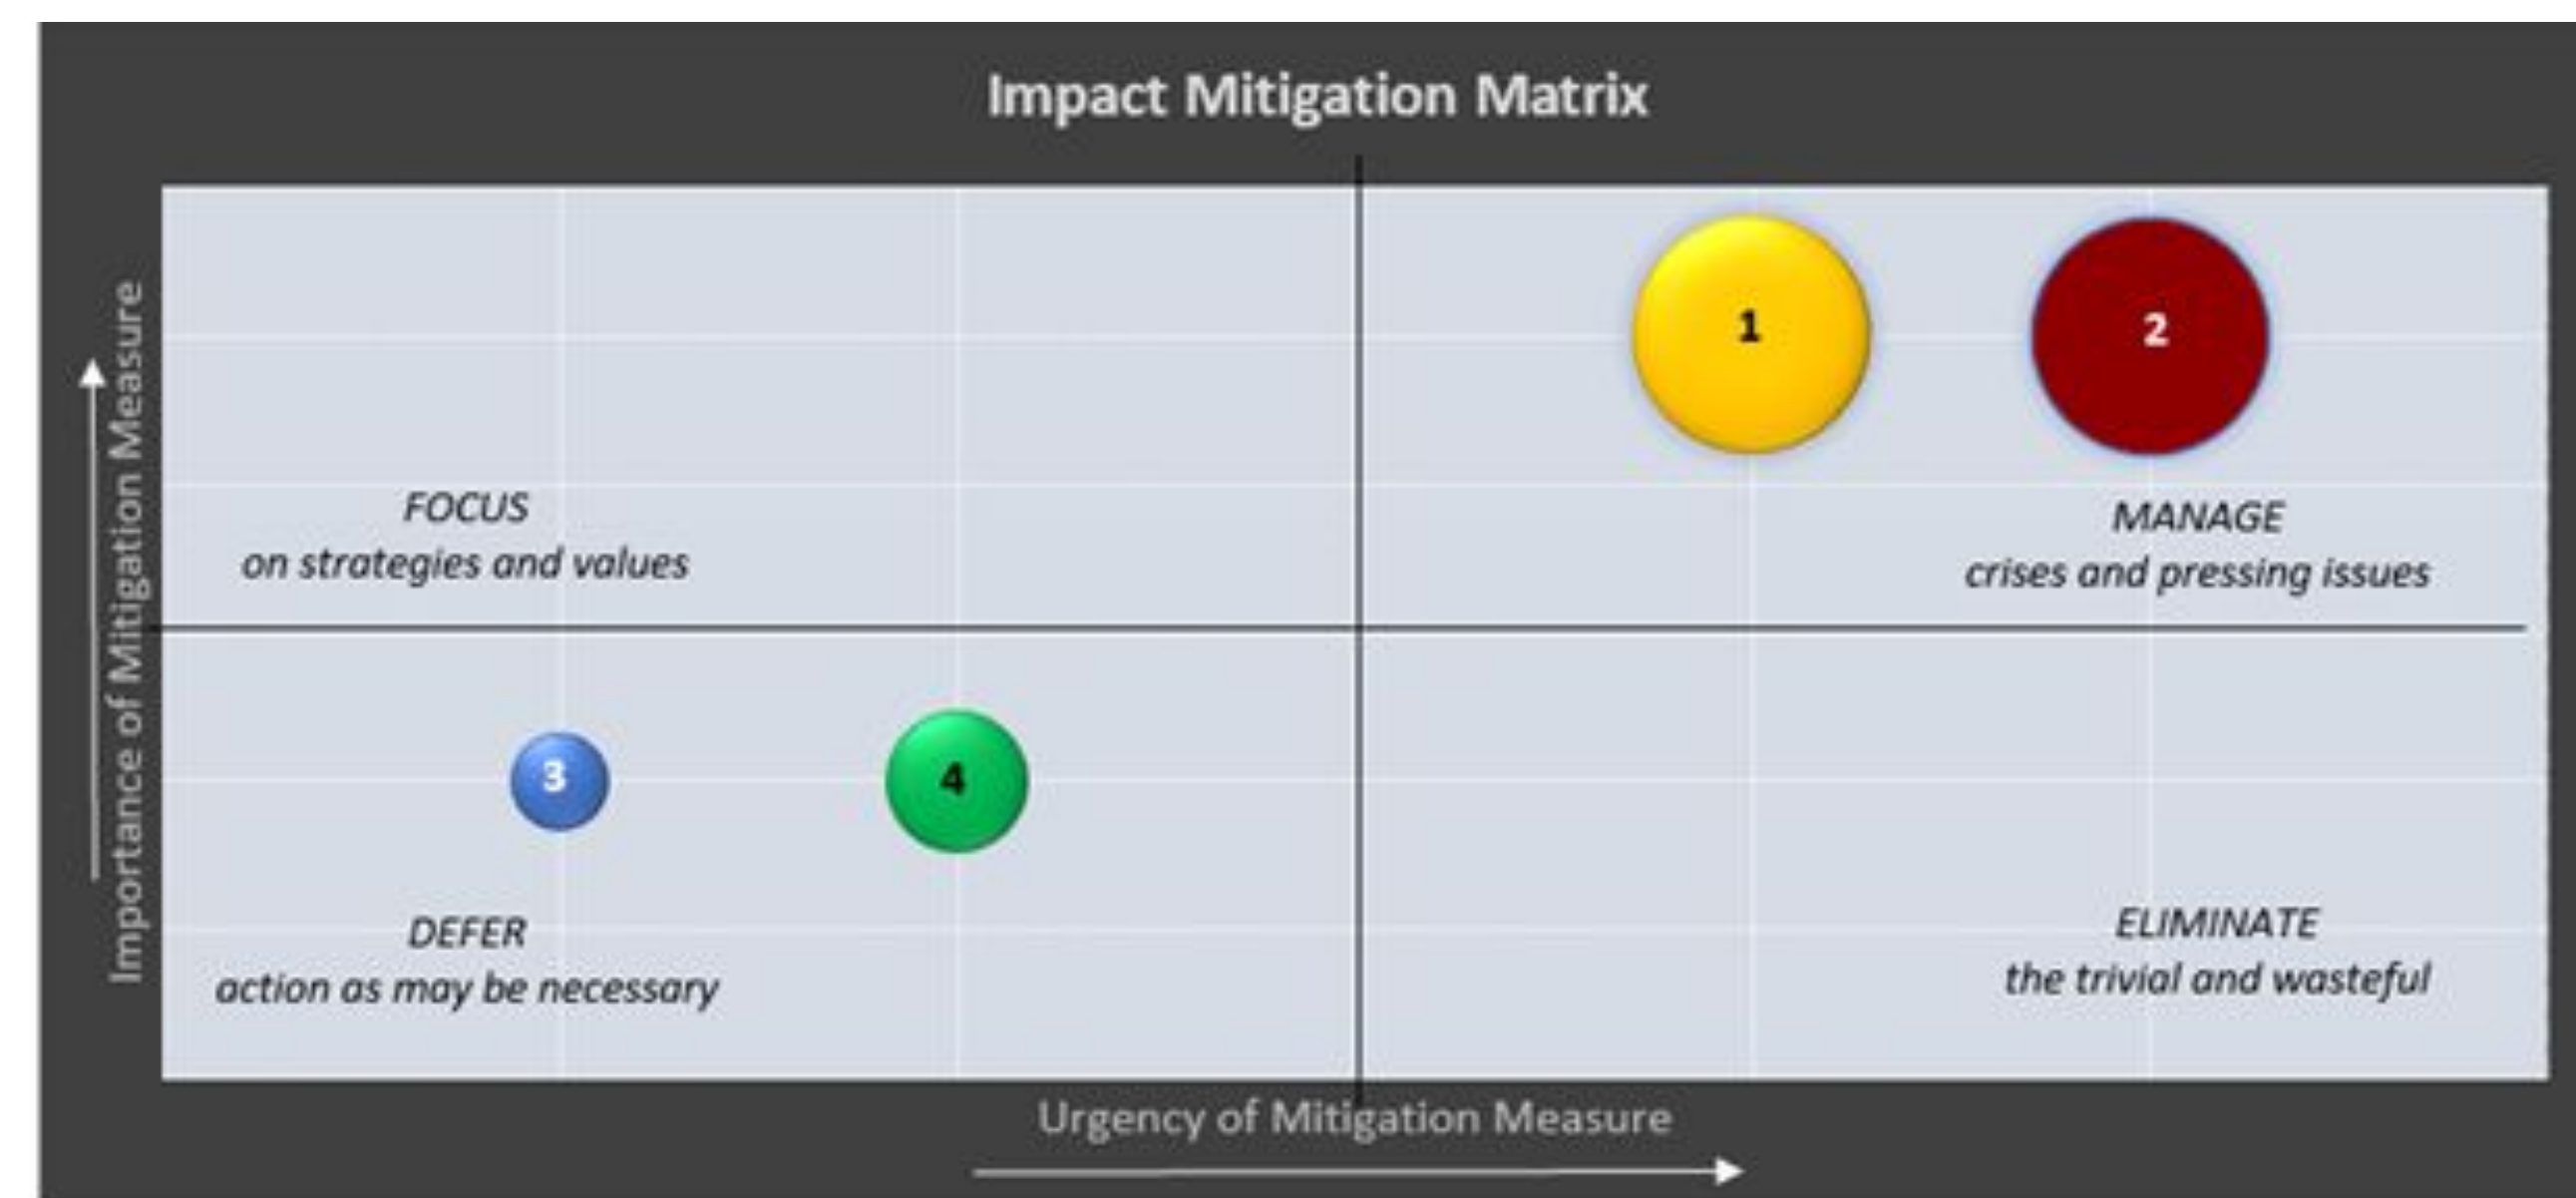 Impact Mitigation Matrix
Importance of Mitigation Measure
1
2
FOCUS
on strategies and values
MANAGE
crises and pressing issues
3
4
DEFER
action as may be necessary
ELIMINATE
the trivial and wasteful
Urgency of Mitigation Measure